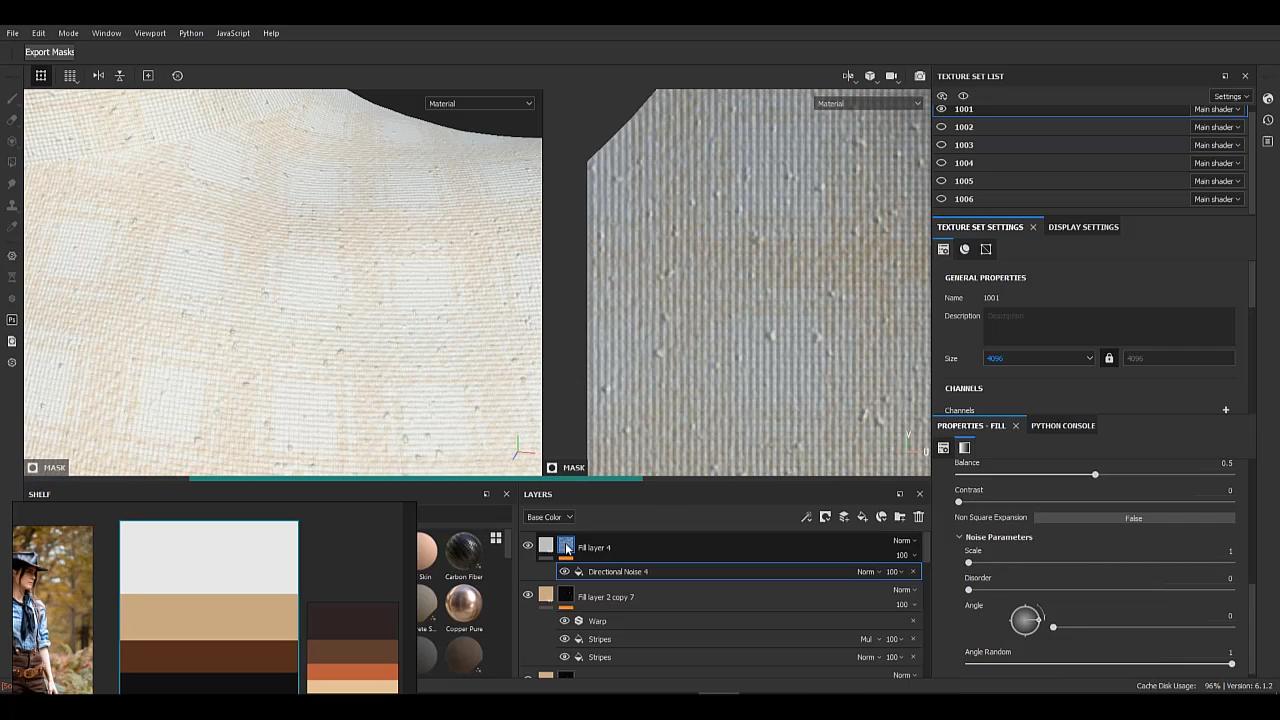 File Edit Mode Window Viewport Python JavaScript Help
Export Masks
Material
Material
MASK
MASK
TEXTURE SET LIST
Settings
1001 Main shader
1002 Main shader
1003 Main shader
1004 Main shader
1005 Main shader
1006 Main shader
TEXTURE SET SETTINGS DISPLAY SETTINGS
GENERAL PROPERTIES
Name 1001
Description Description
Size 4096 4096
CHANNELS
Channels
PROPERTIES - FILL PYTHON CONSOLE
Balance 0.5
Contrast 0
Non Square Expansion False
Noise Parameters
Scale 1
Disorder 0
Angle 0
Angle Random 1
SHELF
Skin Carbon Fiber
Copper Pure
LAYERS
Base Color
Fill layer 4 Norm
100
Directional Noise 4 Norm 100
Fill layer 2 copy 7 Norm
100
Warp
Stripes Mul 100
Stripes Norm 100
Norm
Cache Disk Usage: 96% | Version: 6.1.2